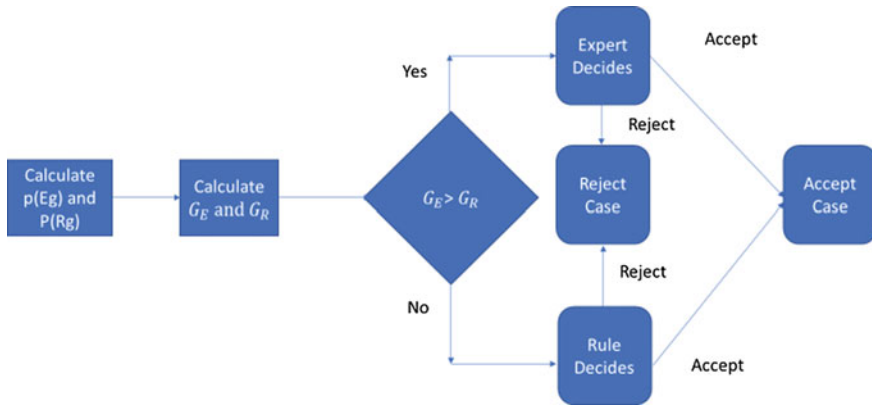 Calculate
p(Eg) and
P(Rg)
Calculate
G_E and G_R
G_E> G_R
Yes
No
Expert
Decides
Accept
Reject
Reject
Case
Accept
Case
Reject
Rule
Decides
Accept